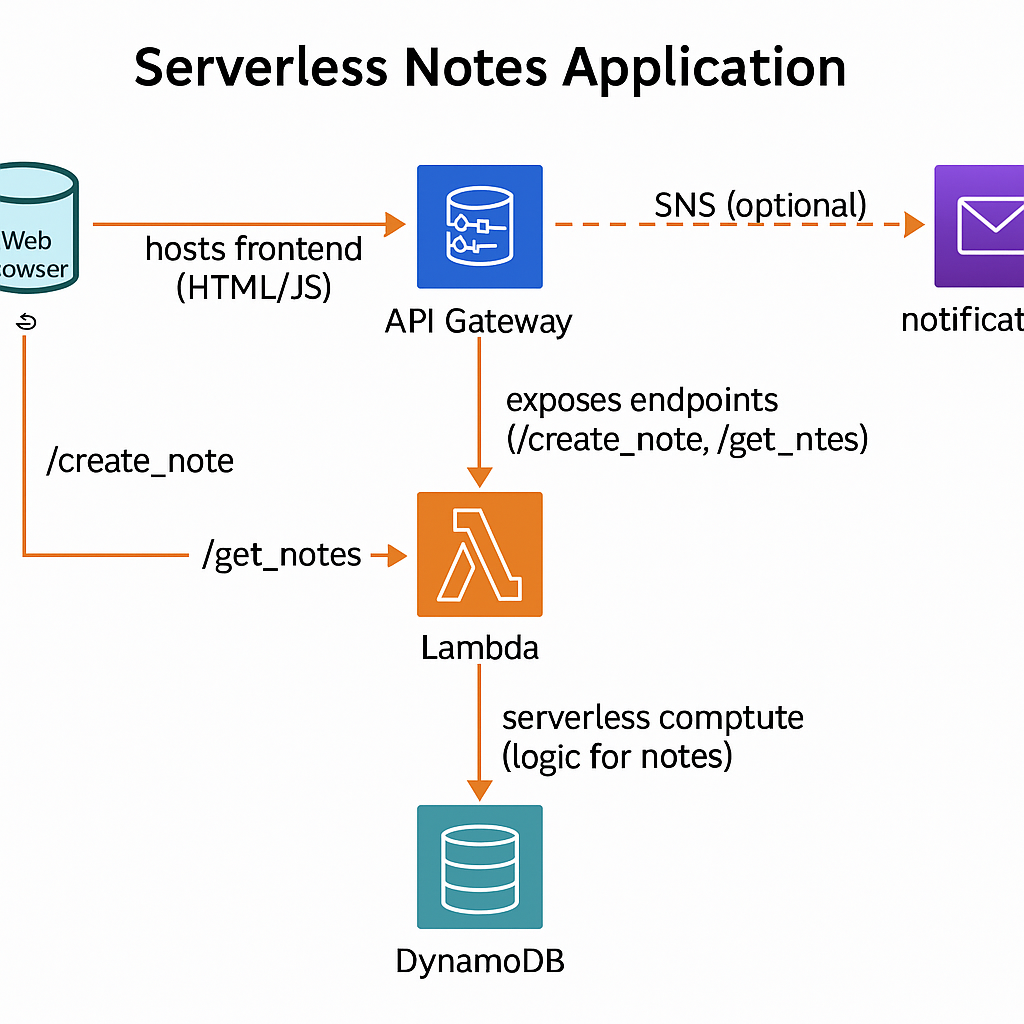 Serverless Notes Application
Web
owser
hosts frontend
(HTML/JS)
API Gateway
SNS (optional)
notificat
exposes endpoints
(/create_note, /get_ntes)
/create_note
/get_notes
Lambda
serverless comptute
(logic for notes)
DynamoDB